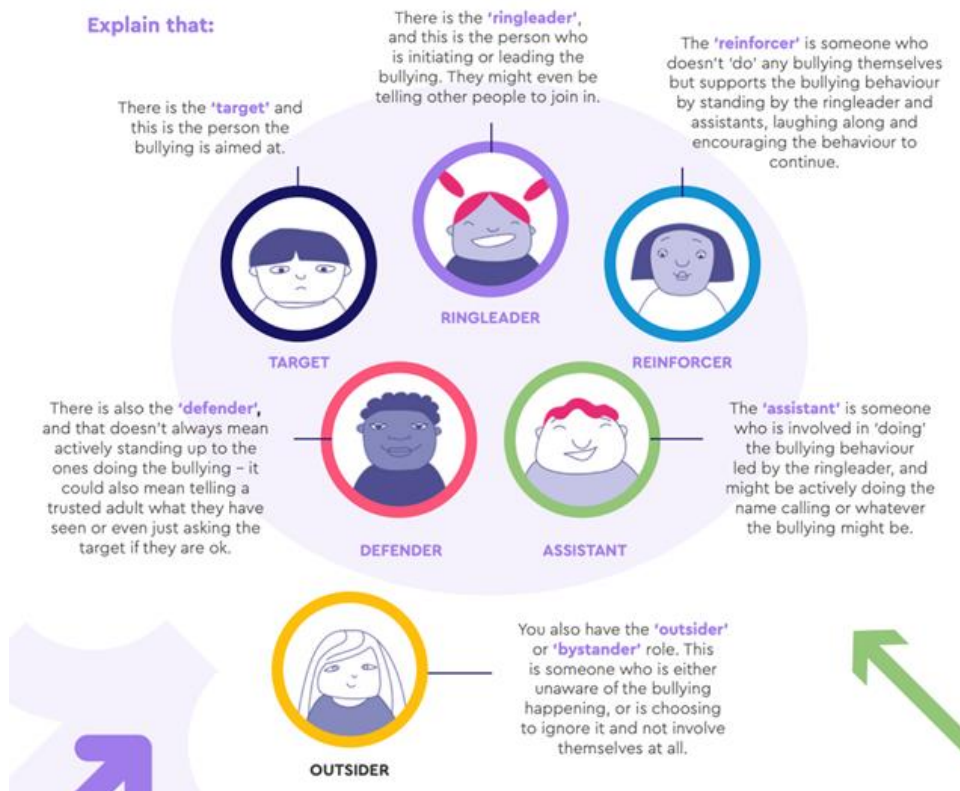 Explain that:
There is the ‘target’ and
this is the person the
bullying is aimed at.
There is the ‘ringleader’,
and this is the person who
is initiating or leading the
bullying. They might even be
telling other people to join in.
The ‘reinforcer’ is someone who
doesn’t ‘do’ any bullying themselves
but supports the bullying behaviour
by standing by the ringleader and
assistants, laughing along and
encouraging the behaviour to
continue.
TARGET
RINGLEADER
REINFORCER
There is also the ‘defender’,
and that doesn’t always mean
actively standing up to the
ones doing the bullying – it
could also mean telling a
trusted adult what they have
seen or even just asking the
target if they are ok.
DEFENDER
ASSISTANT
The ‘assistant’ is someone
who is involved in ‘doing’
the bullying behaviour
led by the ringleader, and
might be actively doing the
name calling or whatever
the bullying might be.
OUTSIDER
You also have the ‘outsider’
or ‘bystander’ role. This
is someone who is either
unaware of the bullying
happening, or is choosing
to ignore it and not involve
themselves at all.